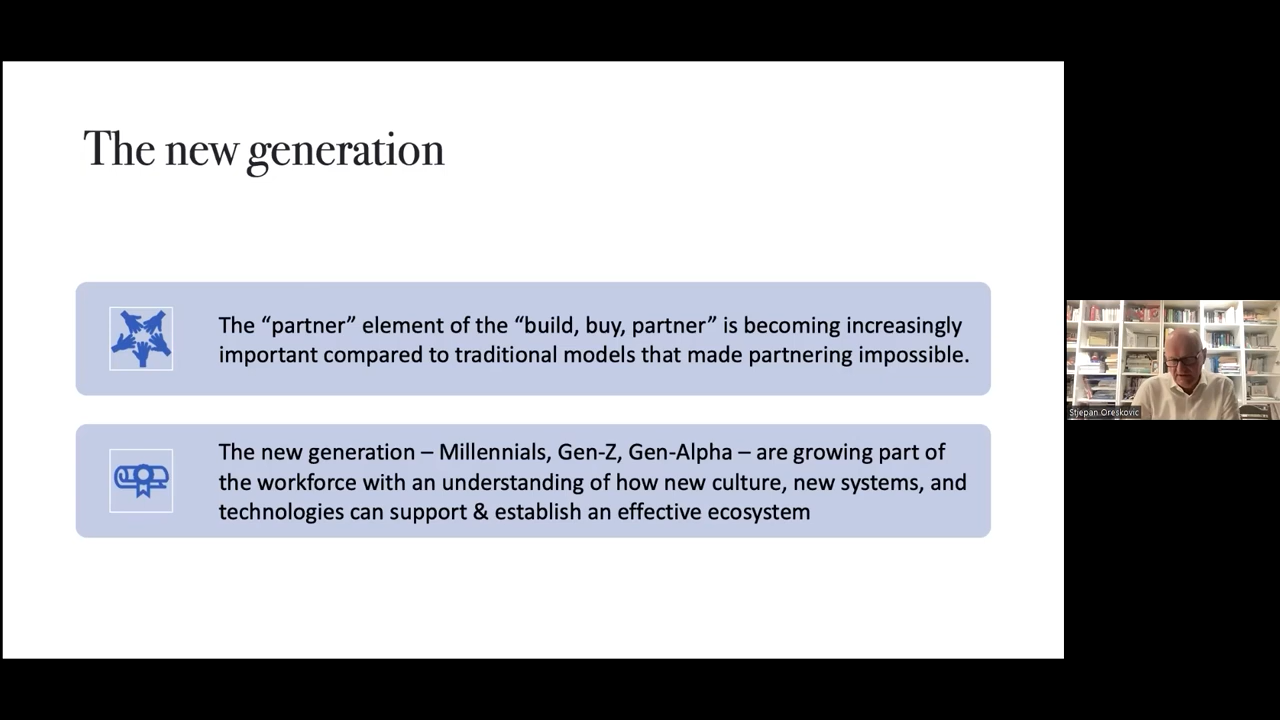 The new generation
The “partner” element of the “build, buy, partner” is becoming increasingly
important compared to traditional models that made partnering impossible.
The new generation – Millennials, Gen-Z, Gen-Alpha – are growing part of
the workforce with an understanding of how new culture, new systems, and
technologies can support & establish an effective ecosystem
Stjepan Oreskovic